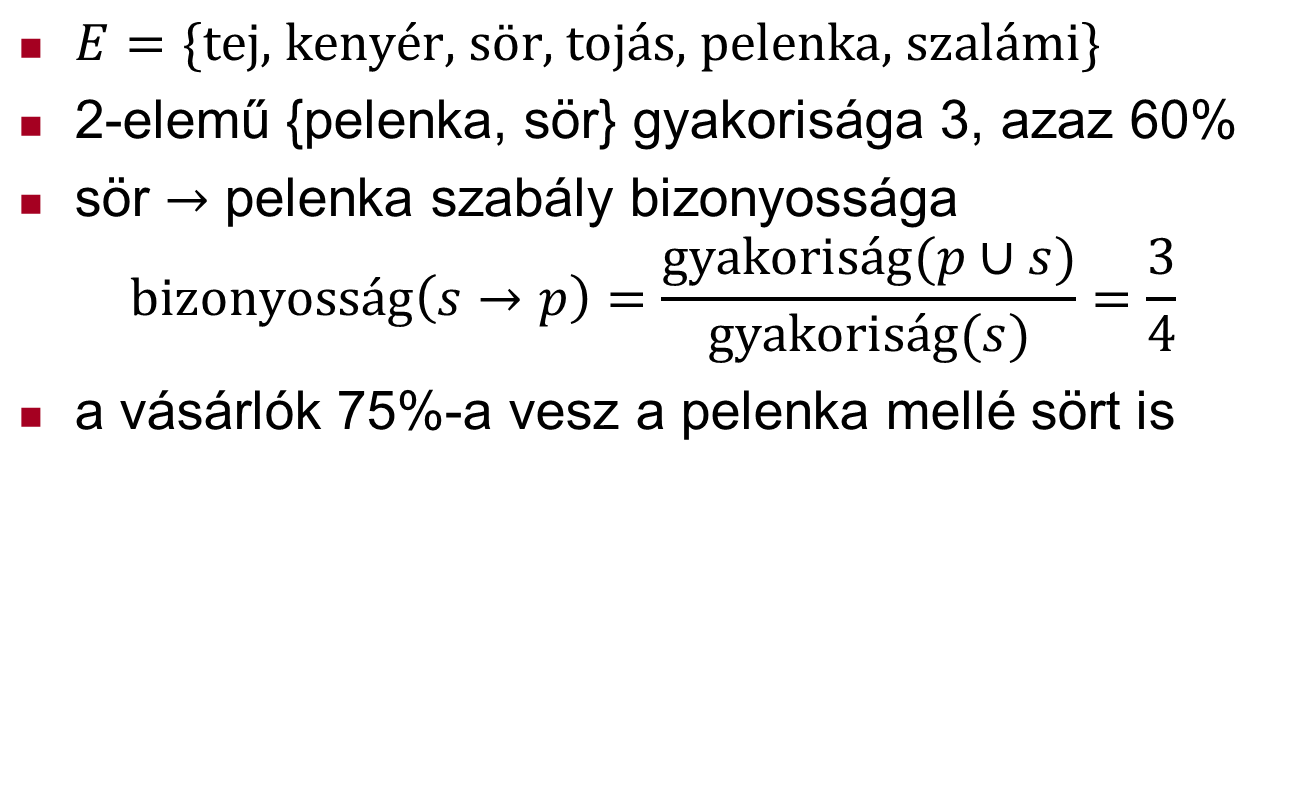 ▪ E = {tej, kenyér, sör, tojás, pelenka, szalámi}
▪ 2-elemű {pelenka, sör} gyakorisága 3, azaz 60%
▪ sör → pelenka szabály bizonyossága
bizonyosság(s → p) = gyakoriság(p ∪ s) / gyakoriság(s) = 3/4
▪ a vásárlók 75%-a vesz a pelenka mellé sört is